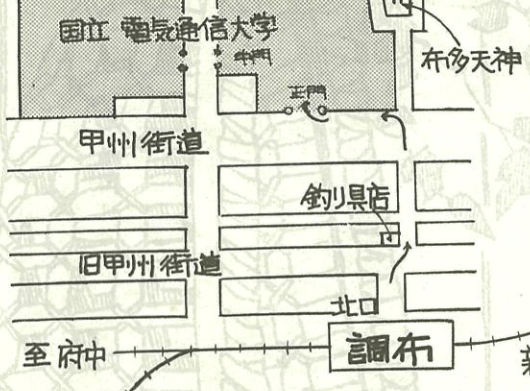 国立 電気通信大学
中門
正門
布多天神
甲州街道
釣り具店
旧甲州街道
北口
至府中
調布